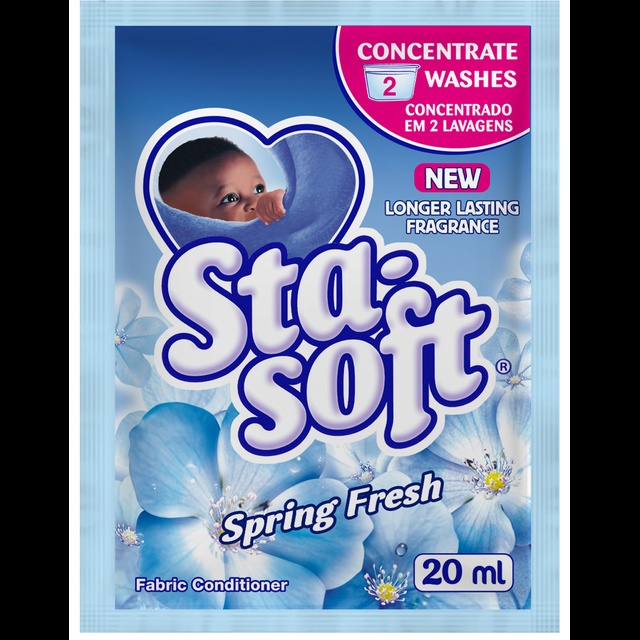 CONCENTRATE
2 WASHES
CONCENTRADO
EM 2 LAVAGENS
NEW
LONGER LASTING
FRAGRANCE
Sta-
soft®
Spring Fresh
Fabric Conditioner
20 ml